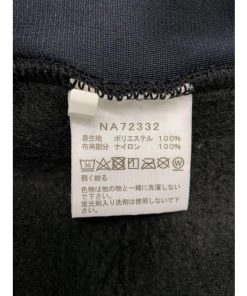 NA72332
身生地 ポリエステル 100%
布帛部分 ナイロン 100%
弱く絞る
色物は他の物と一緒に洗濯しない
で下さい。
蛍光剤入り洗剤は使用しないで下
さい。